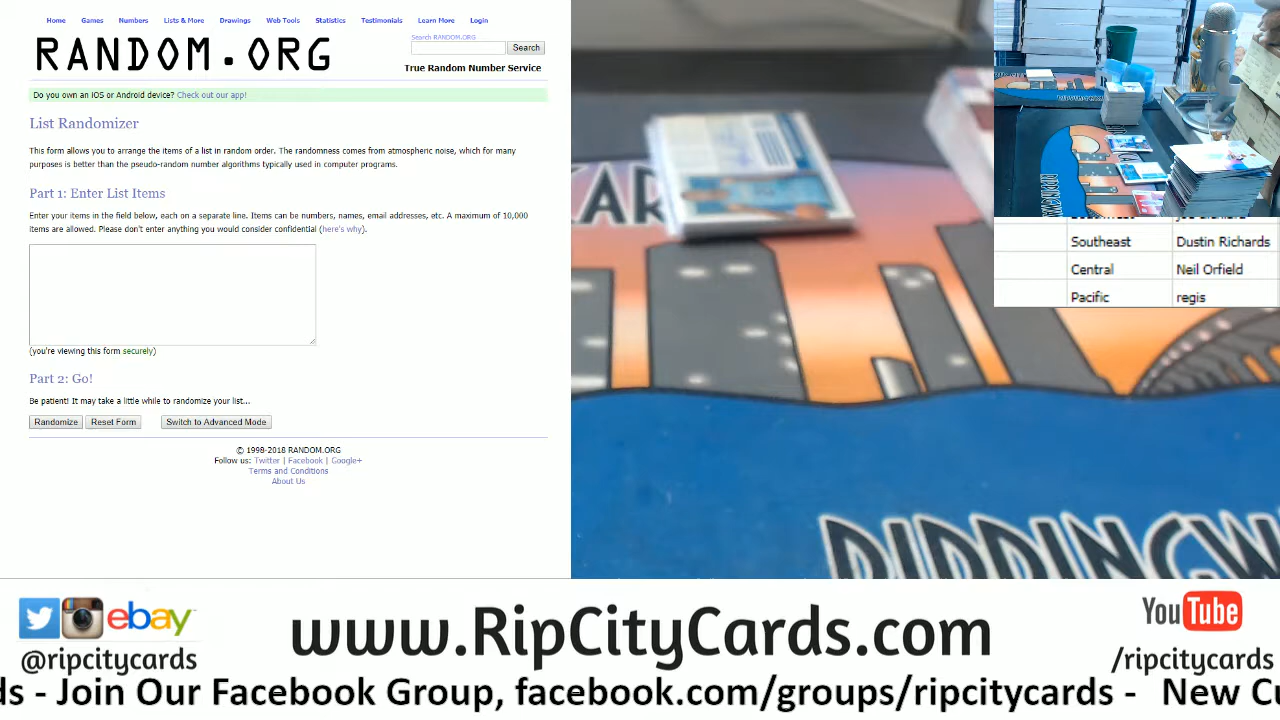 Home Games Numbers Lists & More Drawings Web Tools Statistics Testimonials Learn More Login
RANDOM.ORG
Search RANDOM.ORG
Search
True Random Number Service
Do you own an iOS or Android device? Check out our app!
List Randomizer
This form allows you to arrange the items of a list in random order. The randomness comes from atmospheric noise, which for many
purposes is better than the pseudo-random number algorithms typically used in computer programs.
Part 1: Enter List Items
Enter your items in the field below, each on a separate line. Items can be numbers, names, email addresses, etc. A maximum of 10,000
items are allowed. Please don't enter anything you would consider confidential (here's why).
(you're viewing this form securely)
Part 2: Go!
Be patient! It may take a little while to randomize your list...
Randomize Reset Form Switch to Advanced Mode
© 1998-2018 RANDOM.ORG
Follow us: Twitter | Facebook | Google+
Terms and Conditions
About Us
Southeast Dustin Richards
Central Neil Orfield
Pacific regis
ebay
@ripcitycards
www.RipCityCards.com
YouTube
/ripcitycards
ds - Join Our Facebook Group, facebook.com/groups/ripcitycards - New